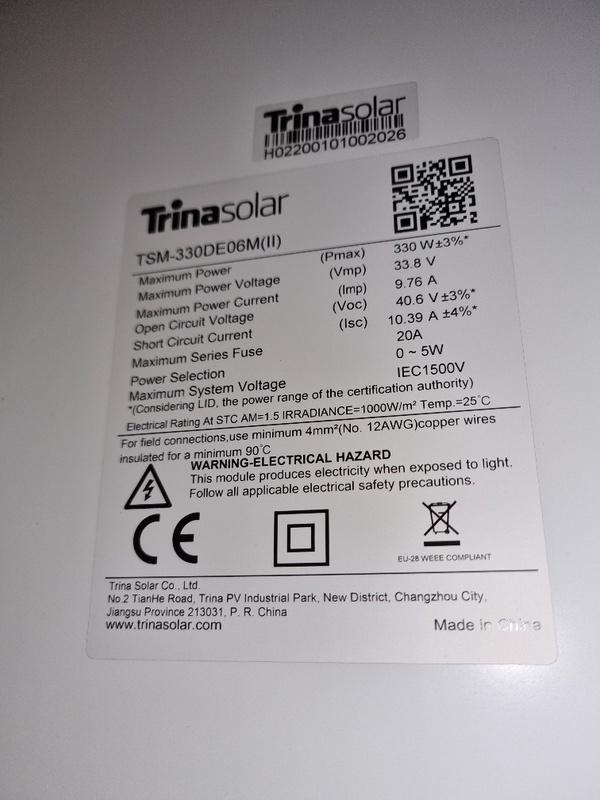 Trinasolar
H02200101002026
Trinasolar
TSM-330DE06M(II)
Maximum Power (Pmax) 330 W±3%*
Maximum Power Voltage (Vmp) 33.8 V
Maximum Power Current (Imp) 9.76 A
Open Circuit Voltage (Voc) 40.6 V±3%*
Short Circuit Current (Isc) 10.39 A ±4%*
Maximum Series Fuse 20A
Power Selection 0 ~ 5W
Maximum System Voltage IEC1500V
*(Considering LID, the power range of the certification authority)
Electrical Rating At STC AM=1.5 IRRADIANCE=1000W/m² Temp.=25°C
For field connections,use minimum 4mm²(No. 12AWG)copper wires
insulated for a minimum 90°C
WARNING-ELECTRICAL HAZARD
This module produces electricity when exposed to light.
Follow all applicable electrical safety precautions.
CE
EU-28 WEEE COMPLIANT
Trina Solar Co., Ltd.
No.2 TianHe Road, Trina PV Industrial Park, New District, Changzhou City,
Jiangsu Province 213031, P. R. China
www.trinasolar.com
Made in China